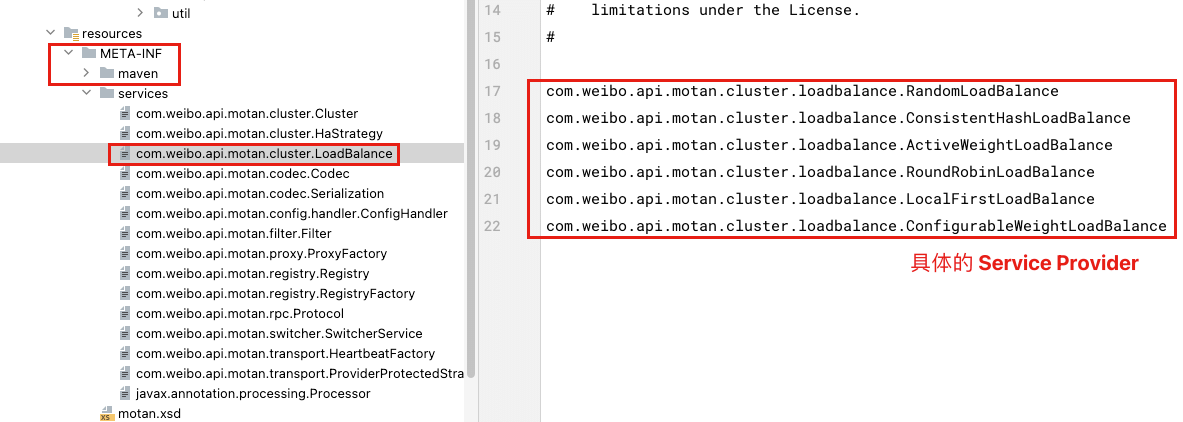 util
resources
META-INF
maven
services
com.weibo.api.motan.cluster.Cluster
com.weibo.api.motan.cluster.HaStrategy
com.weibo.api.motan.cluster.LoadBalance
com.weibo.api.motan.codec.Codec
com.weibo.api.motan.codec.Serialization
com.weibo.api.motan.config.handler.ConfigHandler
com.weibo.api.motan.filter.Filter
com.weibo.api.motan.proxy.ProxyFactory
com.weibo.api.motan.registry.Registry
com.weibo.api.motan.registry.RegistryFactory
com.weibo.api.motan.rpc.Protocol
com.weibo.api.motan.switcher.SwitcherService
com.weibo.api.motan.transport.HeartbeatFactory
com.weibo.api.motan.transport.ProviderProtectedStra
javax.annotation.processing.Processor
XS motan.xsd
14 # limitations under the License.
15 #
16
17 com.weibo.api.motan.cluster.loadbalance.RandomLoadBalance
18 com.weibo.api.motan.cluster.loadbalance.ConsistentHashLoadBalance
19 com.weibo.api.motan.cluster.loadbalance.ActiveWeightLoadBalance
20 com.weibo.api.motan.cluster.loadbalance.RoundRobinLoadBalance
21 com.weibo.api.motan.cluster.loadbalance.LocalFirstLoadBalance
22 com.weibo.api.motan.cluster.loadbalance.ConfigurableWeightLoadBalance
具体的 Service Provider